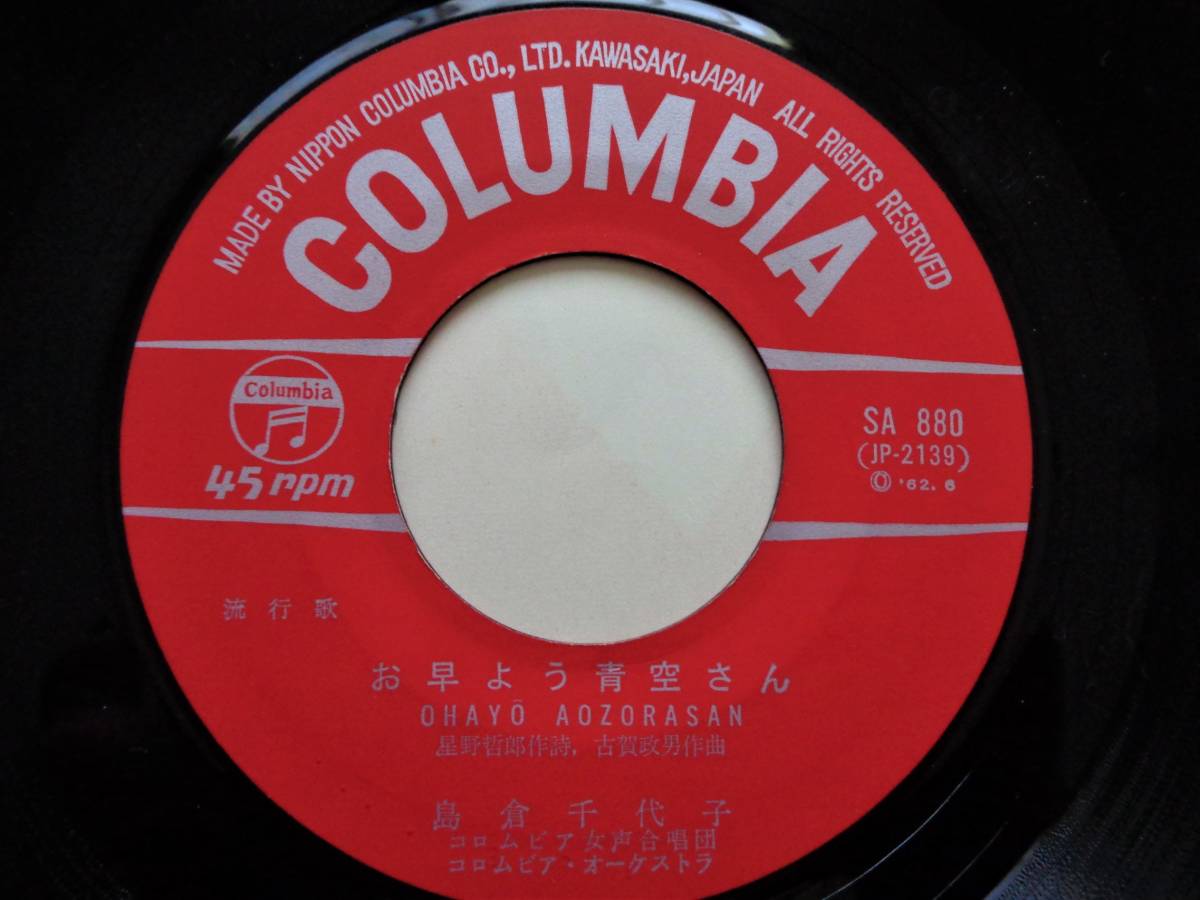 MADE BY NIPPON COLUMBIA CO., LTD. KAWASAKI, JAPAN ALL RIGHTS RESERVED
COLUMBIA
Columbia
45 rpm
SA 880
(JP-2139)
Ⓒ '62. 6
流行歌
お早よう青空さん
OHAYŌ AOZORASAN
星野哲郎作詩, 古賀政男作曲
島倉千代子
コロムビア女声合唱団
コロムビア・オーケストラ